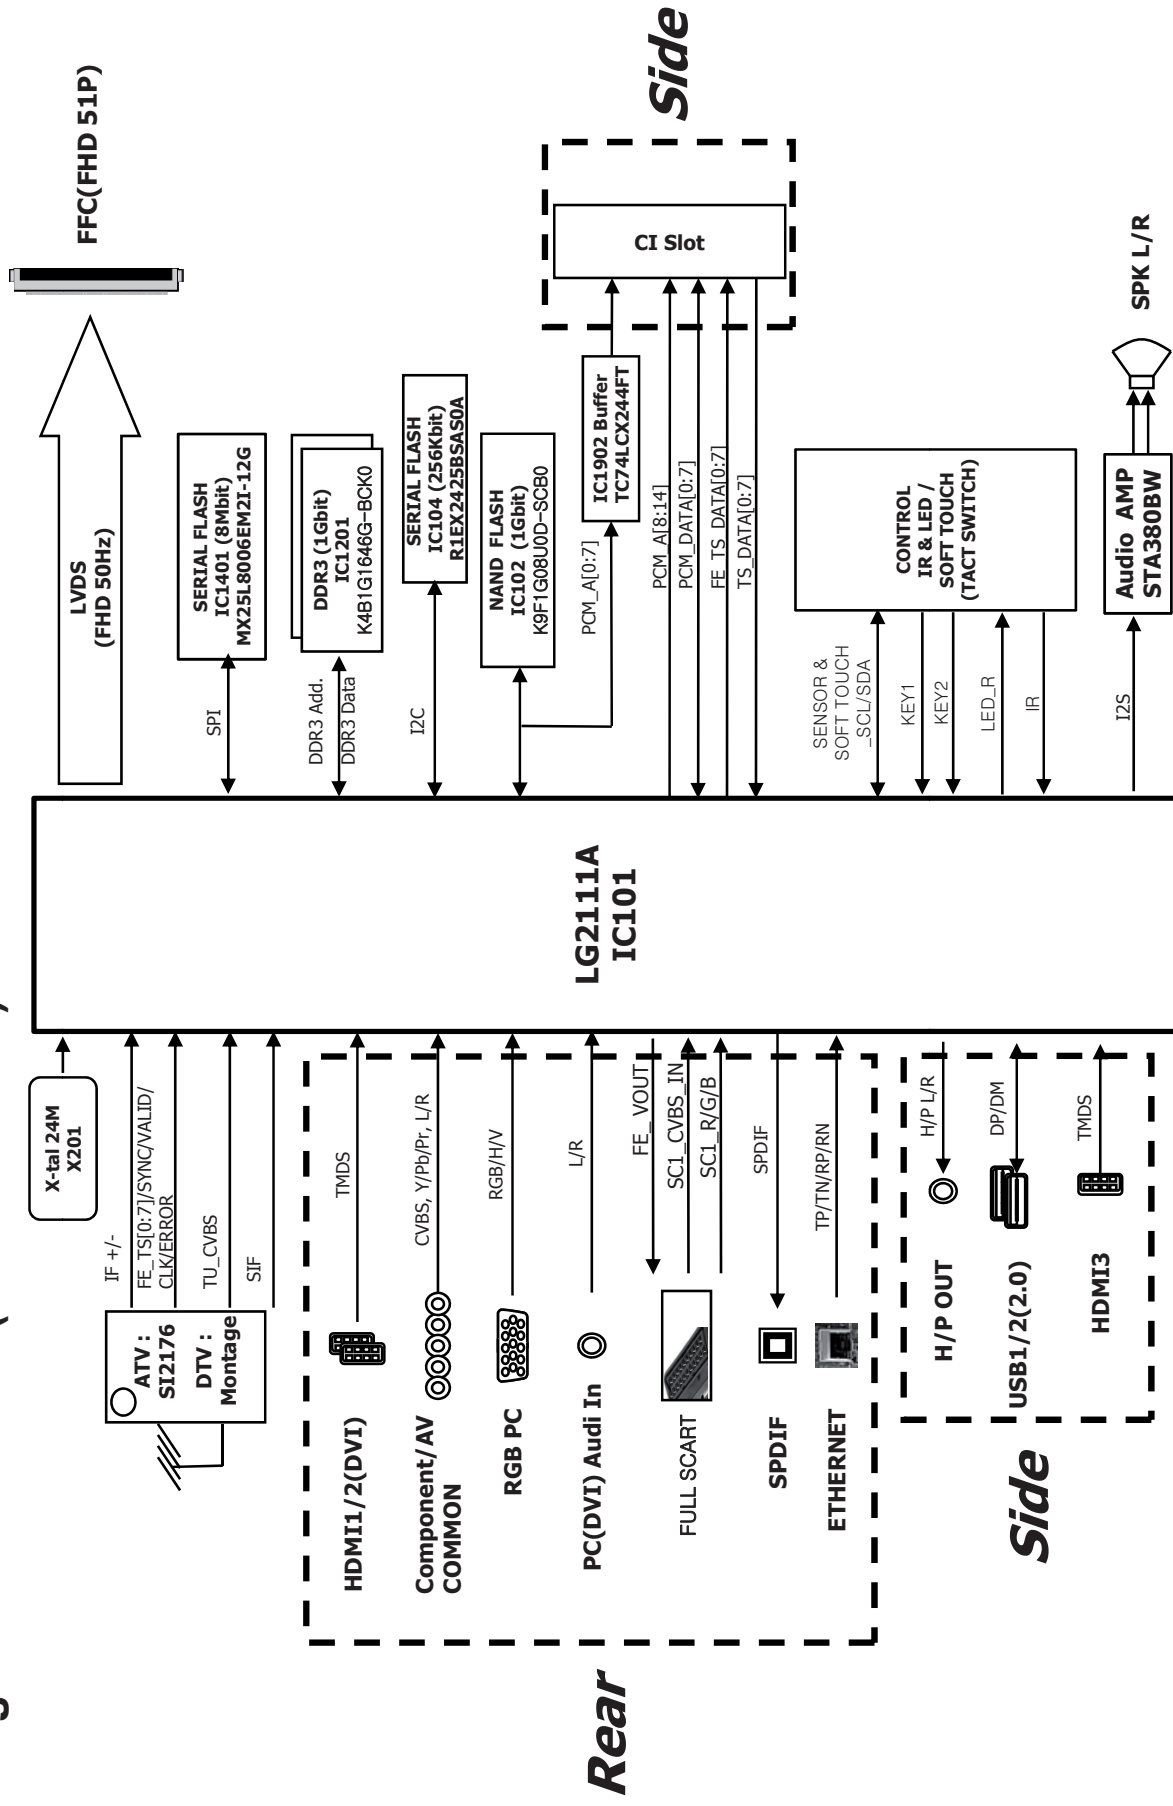 X-tal 24M
X201
IF +/-
FE_TS[0:7]/SYNC/VALID/
CLK/ERROR
TU_CVBS
SIF
ATV :
SI2176
DTV :
Montage
Rear
HDMI1/2(DVI)
TMDS
Component/AV
COMMON
CVBS, Y/Pb/Pr, L/R
RGB PC
RGB/H/V
PC(DVI) Audi In
L/R
FULL SCART
FE_VOUT
SC1_CVBS_IN
SC1_R/G/B
SPDIF
SPDIF
ETHERNET
TP/TN/RP/RN
Side
H/P OUT
H/P L/R
USB1/2(2.0)
DP/DM
HDMI3
TMDS
LG2111A
IC101
LVDS
(FHD 50Hz)
FFC(FHD 51P)
SPI
SERIAL FLASH
IC1401 (8Mbit)
MX25L8006EM2I-12G
DDR3 Add.
DDR3 Data
DDR3 (1Gbit)
IC1201
K4B1G1646G-BCK0
I2C
SERIAL FLASH
IC104 (256Kbit)
R1EX2425BSAS0A
NAND FLASH
IC102 (1Gbit)
K9F1G08U0D-SCB0
PCM_A[0:7]
IC1902 Buffer
TC74LCX244FT
PCM_A[8:14]
PCM_DATA[0:7]
FE_TS_DATA[0:7]
TS_DATA[0:7]
CI Slot
Side
SENSOR &
SOFT TOUCH
_SCL/SDA
KEY1
KEY2
LED_R
IR
CONTROL
IR & LED /
SOFT TOUCH
(TACT SWITCH)
I2S
Audio AMP
STA380BW
SPK L/R